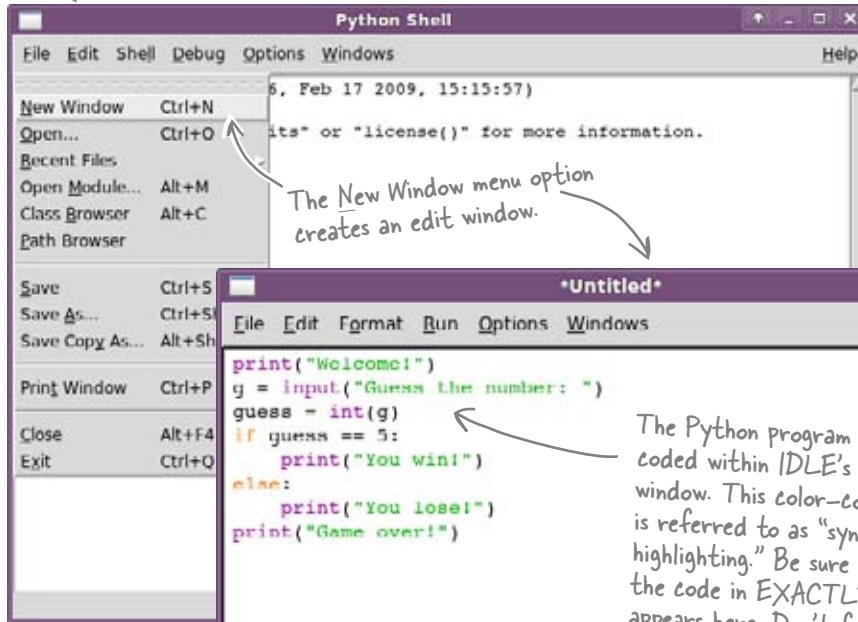 Python Shell
File Edit Shell Debug Options Windows Help
6, Feb 17 2009, 15:15:57)
New Window Ctrl+N
Open... Ctrl+O
its" or "license()" for more information.
Recent Files
Open Module... Alt+M
Class Browser Alt+C
Path Browser
The New Window menu option
creates an edit window.
Save Ctrl+S
Save As...
Save Copy As...
Print Window Ctrl+P
Close Alt+F4
Exit Ctrl+Q
*Untitled*
File Edit Format Run Options Windows
print("Welcome!")
g = input("Guess the number: ")
guess = int(g)
if guess == 5:
    print("You win!")
else:
    print("You lose!")
print("Game over!")
The Python program
coded within IDLE's
window. This color-co
is referred to as "syn
highlighting." Be sure
the code in EXACTL
appears here. Don't f